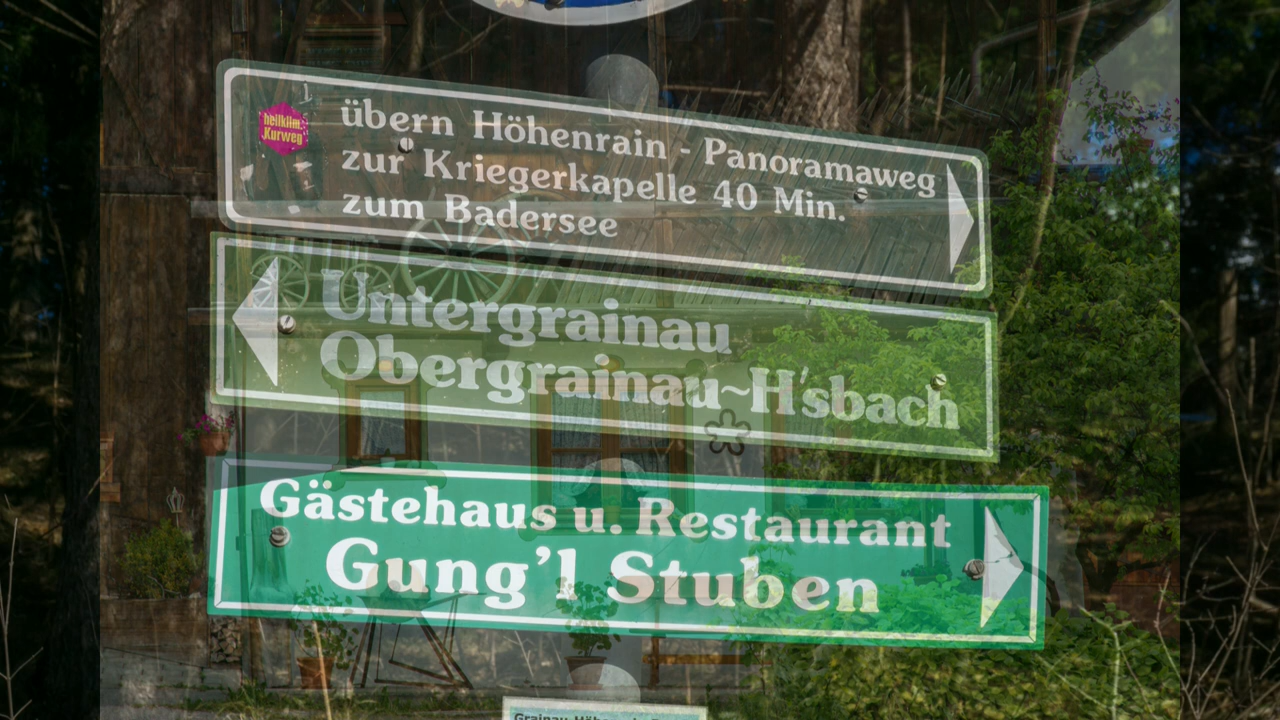 heilklim.
Kurweg
übern Höhenrain - Panoramaweg
zur Kriegerkapelle 40 Min.
zum Badersee
Untergrainau
Obergrainau~H'sbach
Gästehaus u. Restaurant
Gung'l Stuben